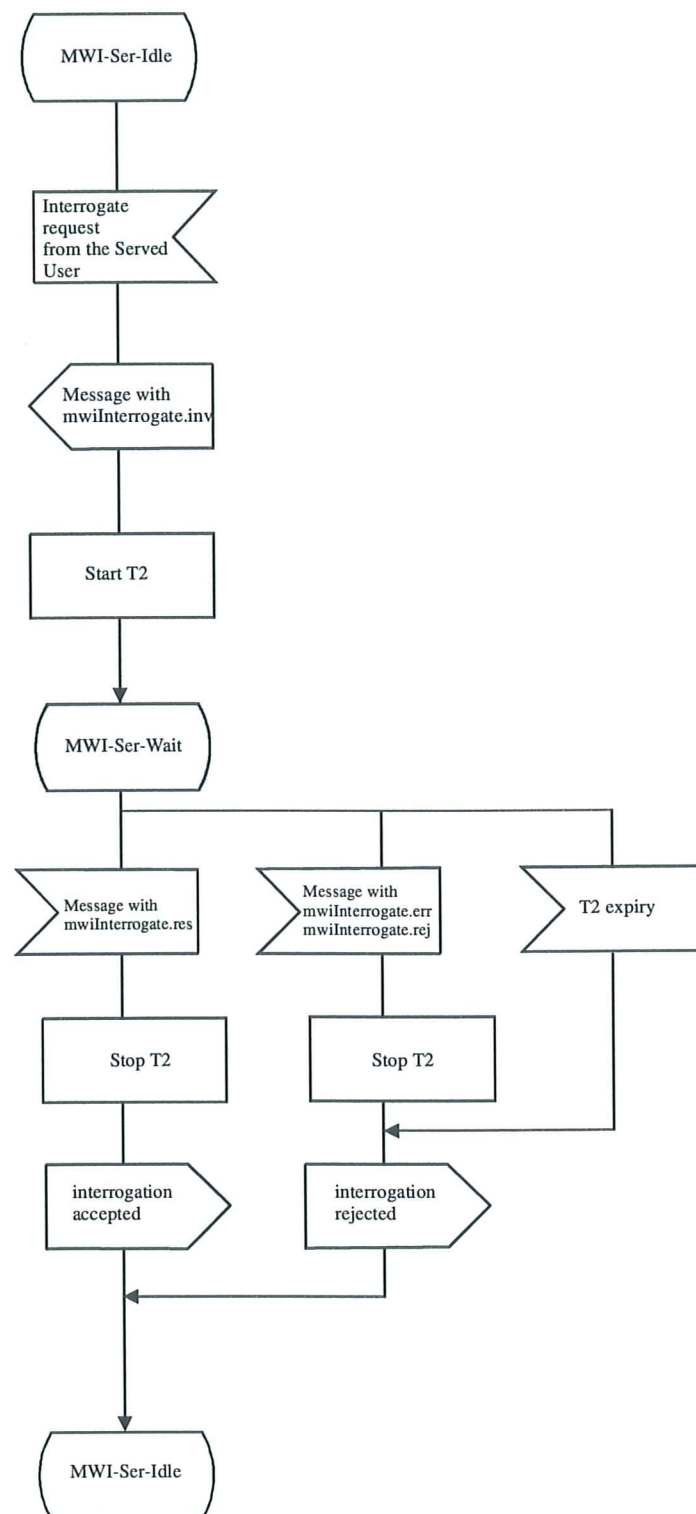 MWI-Ser-Idle
Interrogate
request
from the Served
User
Message with
mwiInterrogate.inv
Start T2
MWI-Ser-Wait
Message with
mwiInterrogate.res
Message with
mwiInterrogate.err
mwiInterrogate.rej
T2 expiry
Stop T2
Stop T2
interrogation
accepted
interrogation
rejected
MWI-Ser-Idle